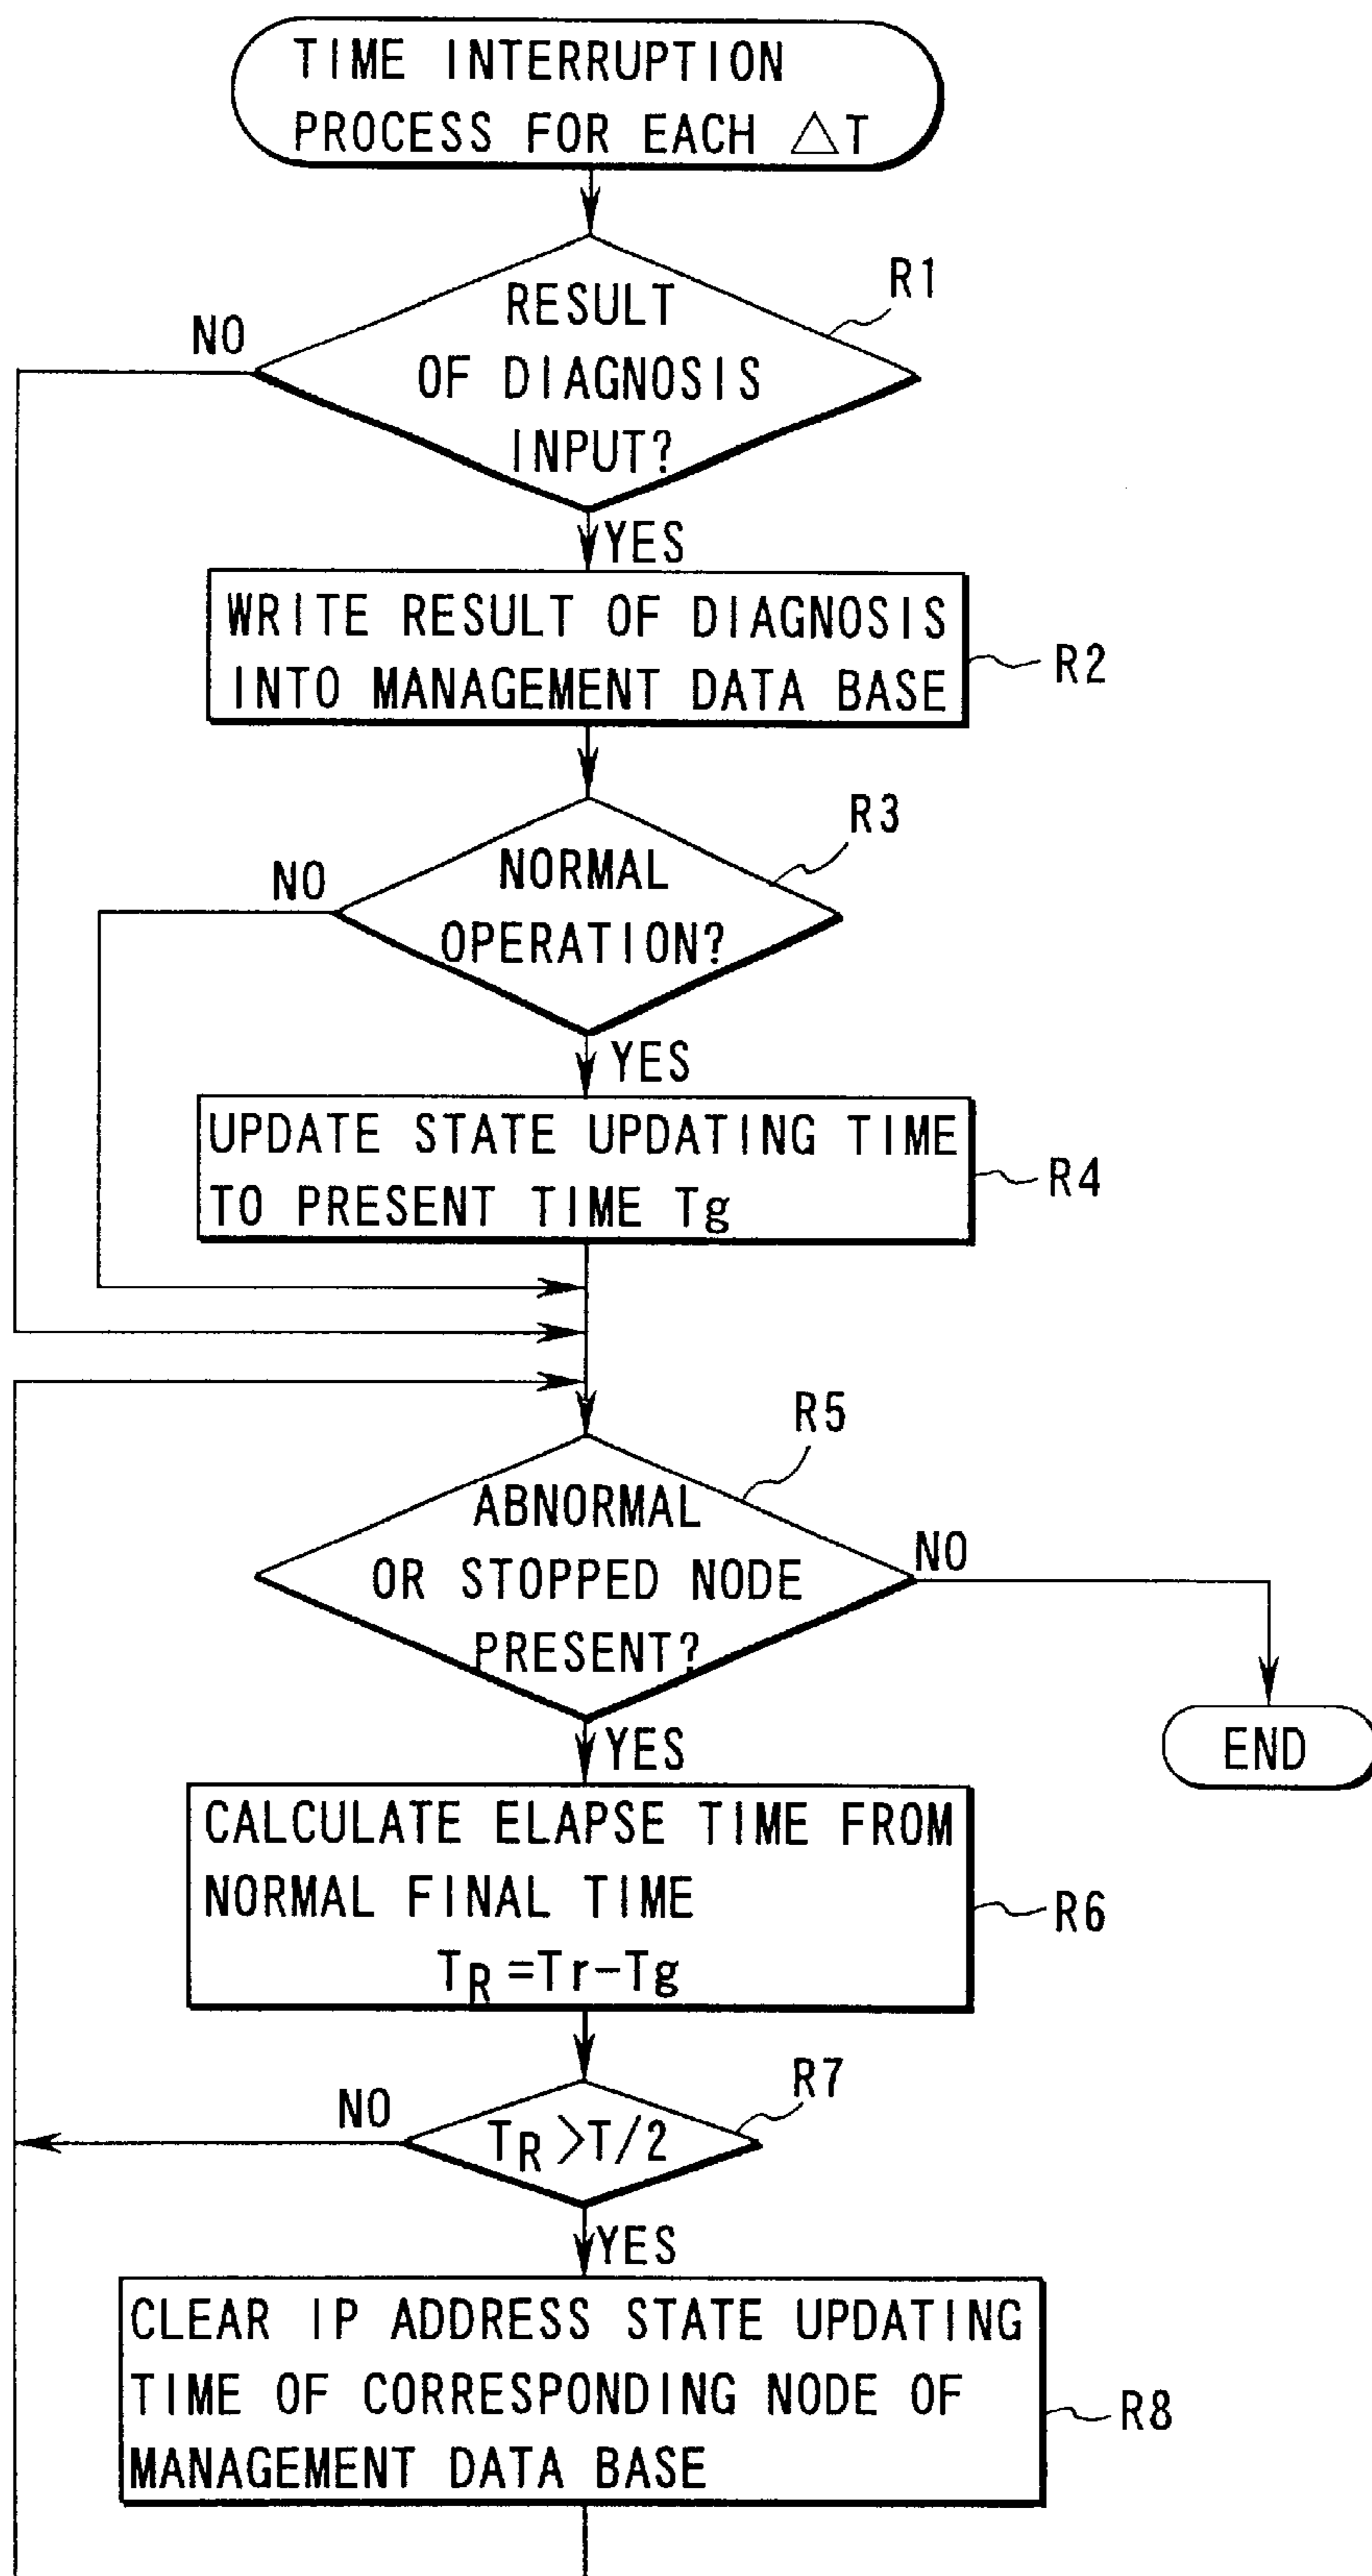 TIME INTERRUPTION
PROCESS FOR EACH △T
R1
RESULT
OF DIAGNOSIS
INPUT?
NO
YES
WRITE RESULT OF DIAGNOSIS
INTO MANAGEMENT DATA BASE
R2
R3
NORMAL
OPERATION?
NO
YES
UPDATE STATE UPDATING TIME
TO PRESENT TIME Tg
R4
R5
ABNORMAL
OR STOPPED NODE
PRESENT?
NO
END
YES
CALCULATE ELAPSE TIME FROM
NORMAL FINAL TIME
TR=Tr-Tg
R6
R7
NO
TR>T/2
YES
CLEAR IP ADDRESS STATE UPDATING
TIME OF CORRESPONDING NODE OF
MANAGEMENT DATA BASE
R8